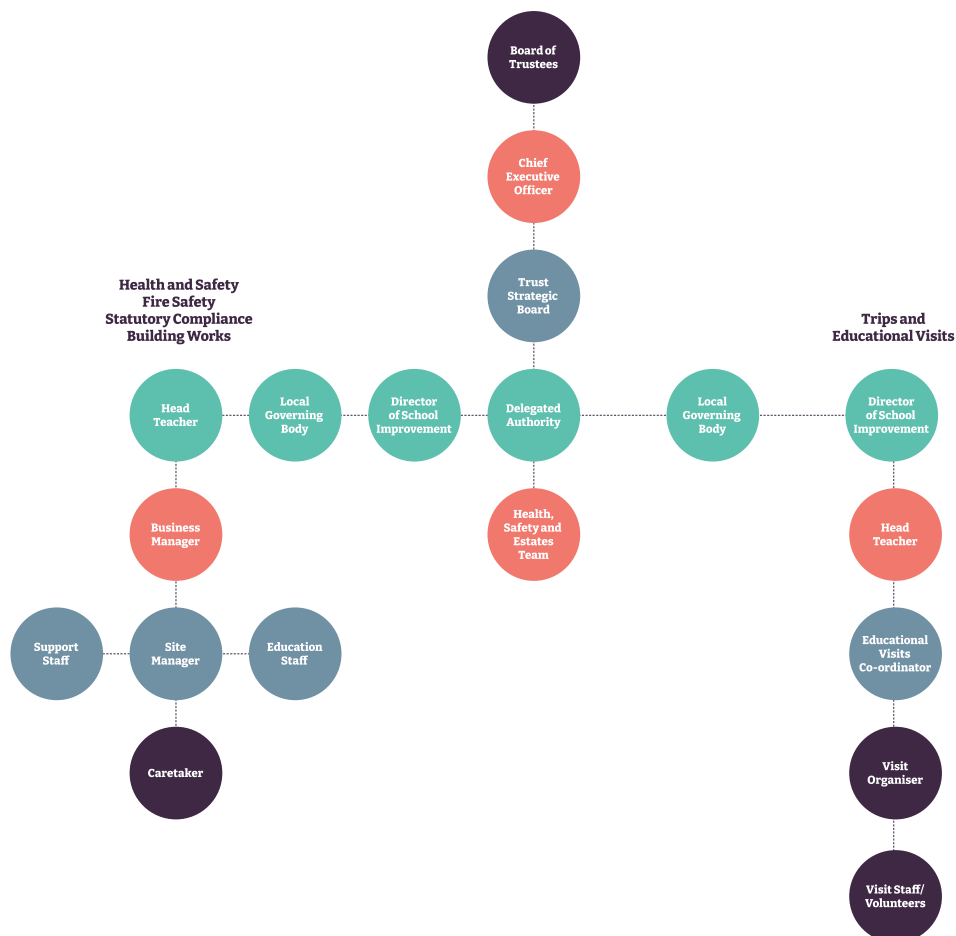 Board of
Trustees
Chief
Executive
Officer
Trust
Strategic
Board
Health and Safety
Fire Safety
Statutory Compliance
Building Works
Trips and
Educational Visits
Head
Teacher
Local
Governing
Body
Director
of School
Improvement
Delegated
Authority
Local
Governing
Body
Director
of School
Improvement
Business
Manager
Health,
Safety and
Estates
Team
Head
Teacher
Support
Staff
Site
Manager
Education
Staff
Educational
Visits
Co-ordinator
Caretaker
Visit
Organiser
Visit Staff/
Volunteers